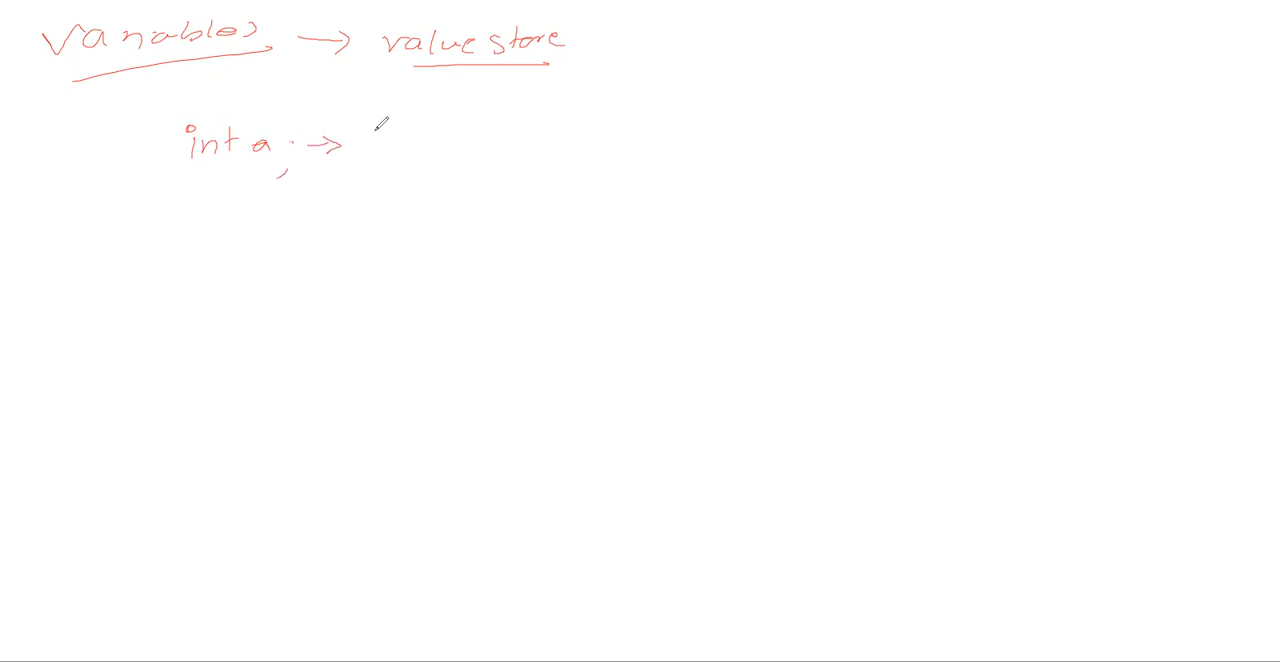 Variables → value store
int a ; →